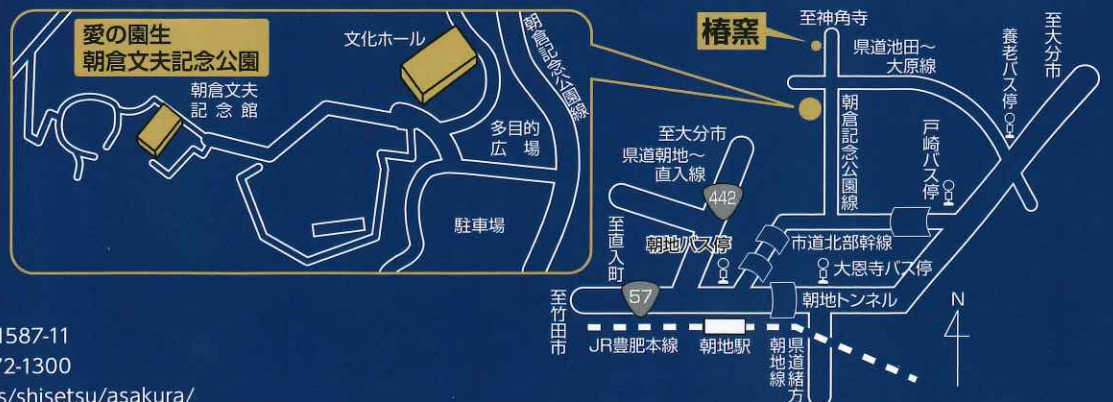 愛の園生
朝倉文夫記念公園
朝倉文夫
記念館
文化ホール
朝倉記念公園線
多目的
広場
駐車場
椿窯
至神角寺
県道池田〜
大原線
至大分市
養老バス停
戸崎バス停
朝倉記念公園線
至大分市
県道朝地〜
直入線
442
至直入町
朝地バス停
市道北部幹線
大恩寺バス停
57
朝地トンネル
至竹田市
JR豊肥本線
朝地駅
県道緒方
朝地線
N
1587-11
72-1300
s/shisetsu/asakura/